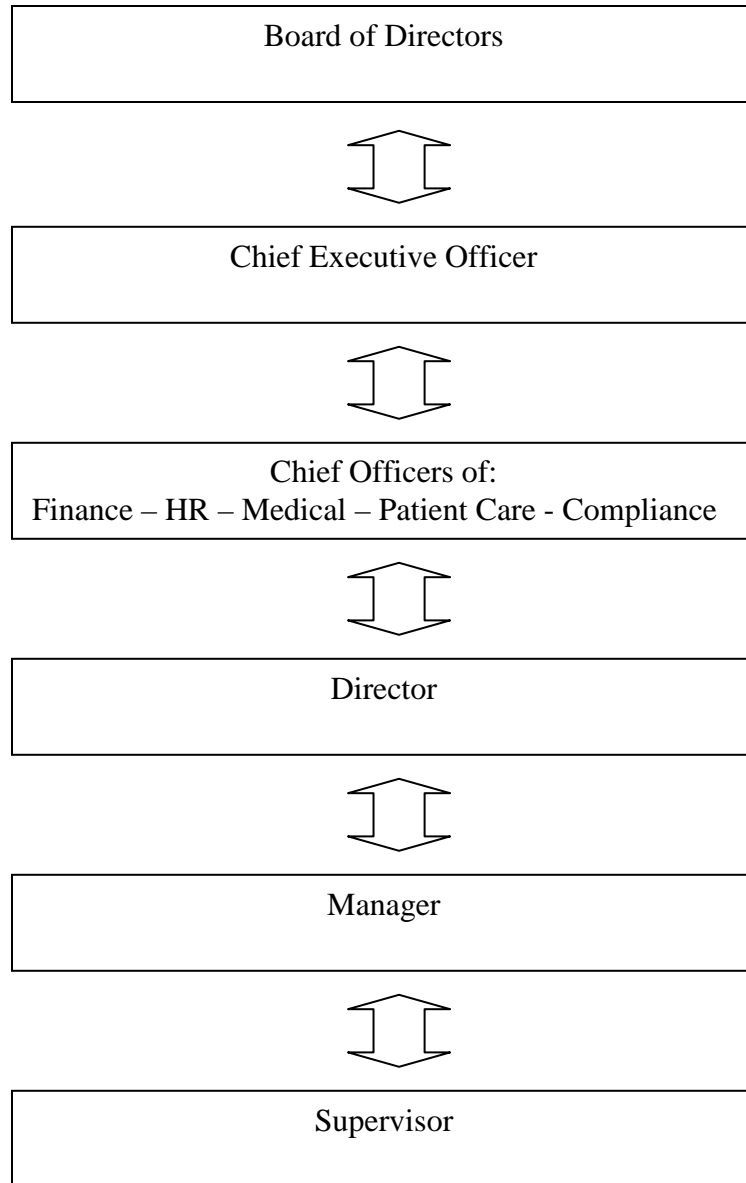 Board of Directors
Chief Executive Officer
Chief Officers of:
Finance – HR – Medical – Patient Care - Compliance
Director
Manager
Supervisor